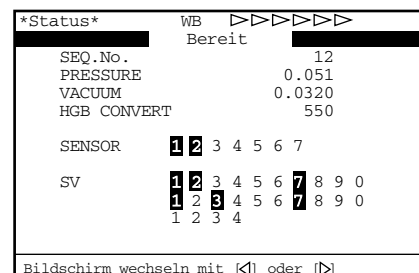 *Status* WB ▷▷▷▷▷▷
Bereit
SEQ.No. 12
PRESSURE 0.051
VACUUM 0.0320
HGB CONVERT 550
SENSOR 1 2 3 4 5 6 7
SV 1 2 3 4 5 6 7 8 9 0
1 2 3 4 5 6 7 8 9 0
1 2 3 4
Bildschirm wechseln mit [◁] oder [▷]